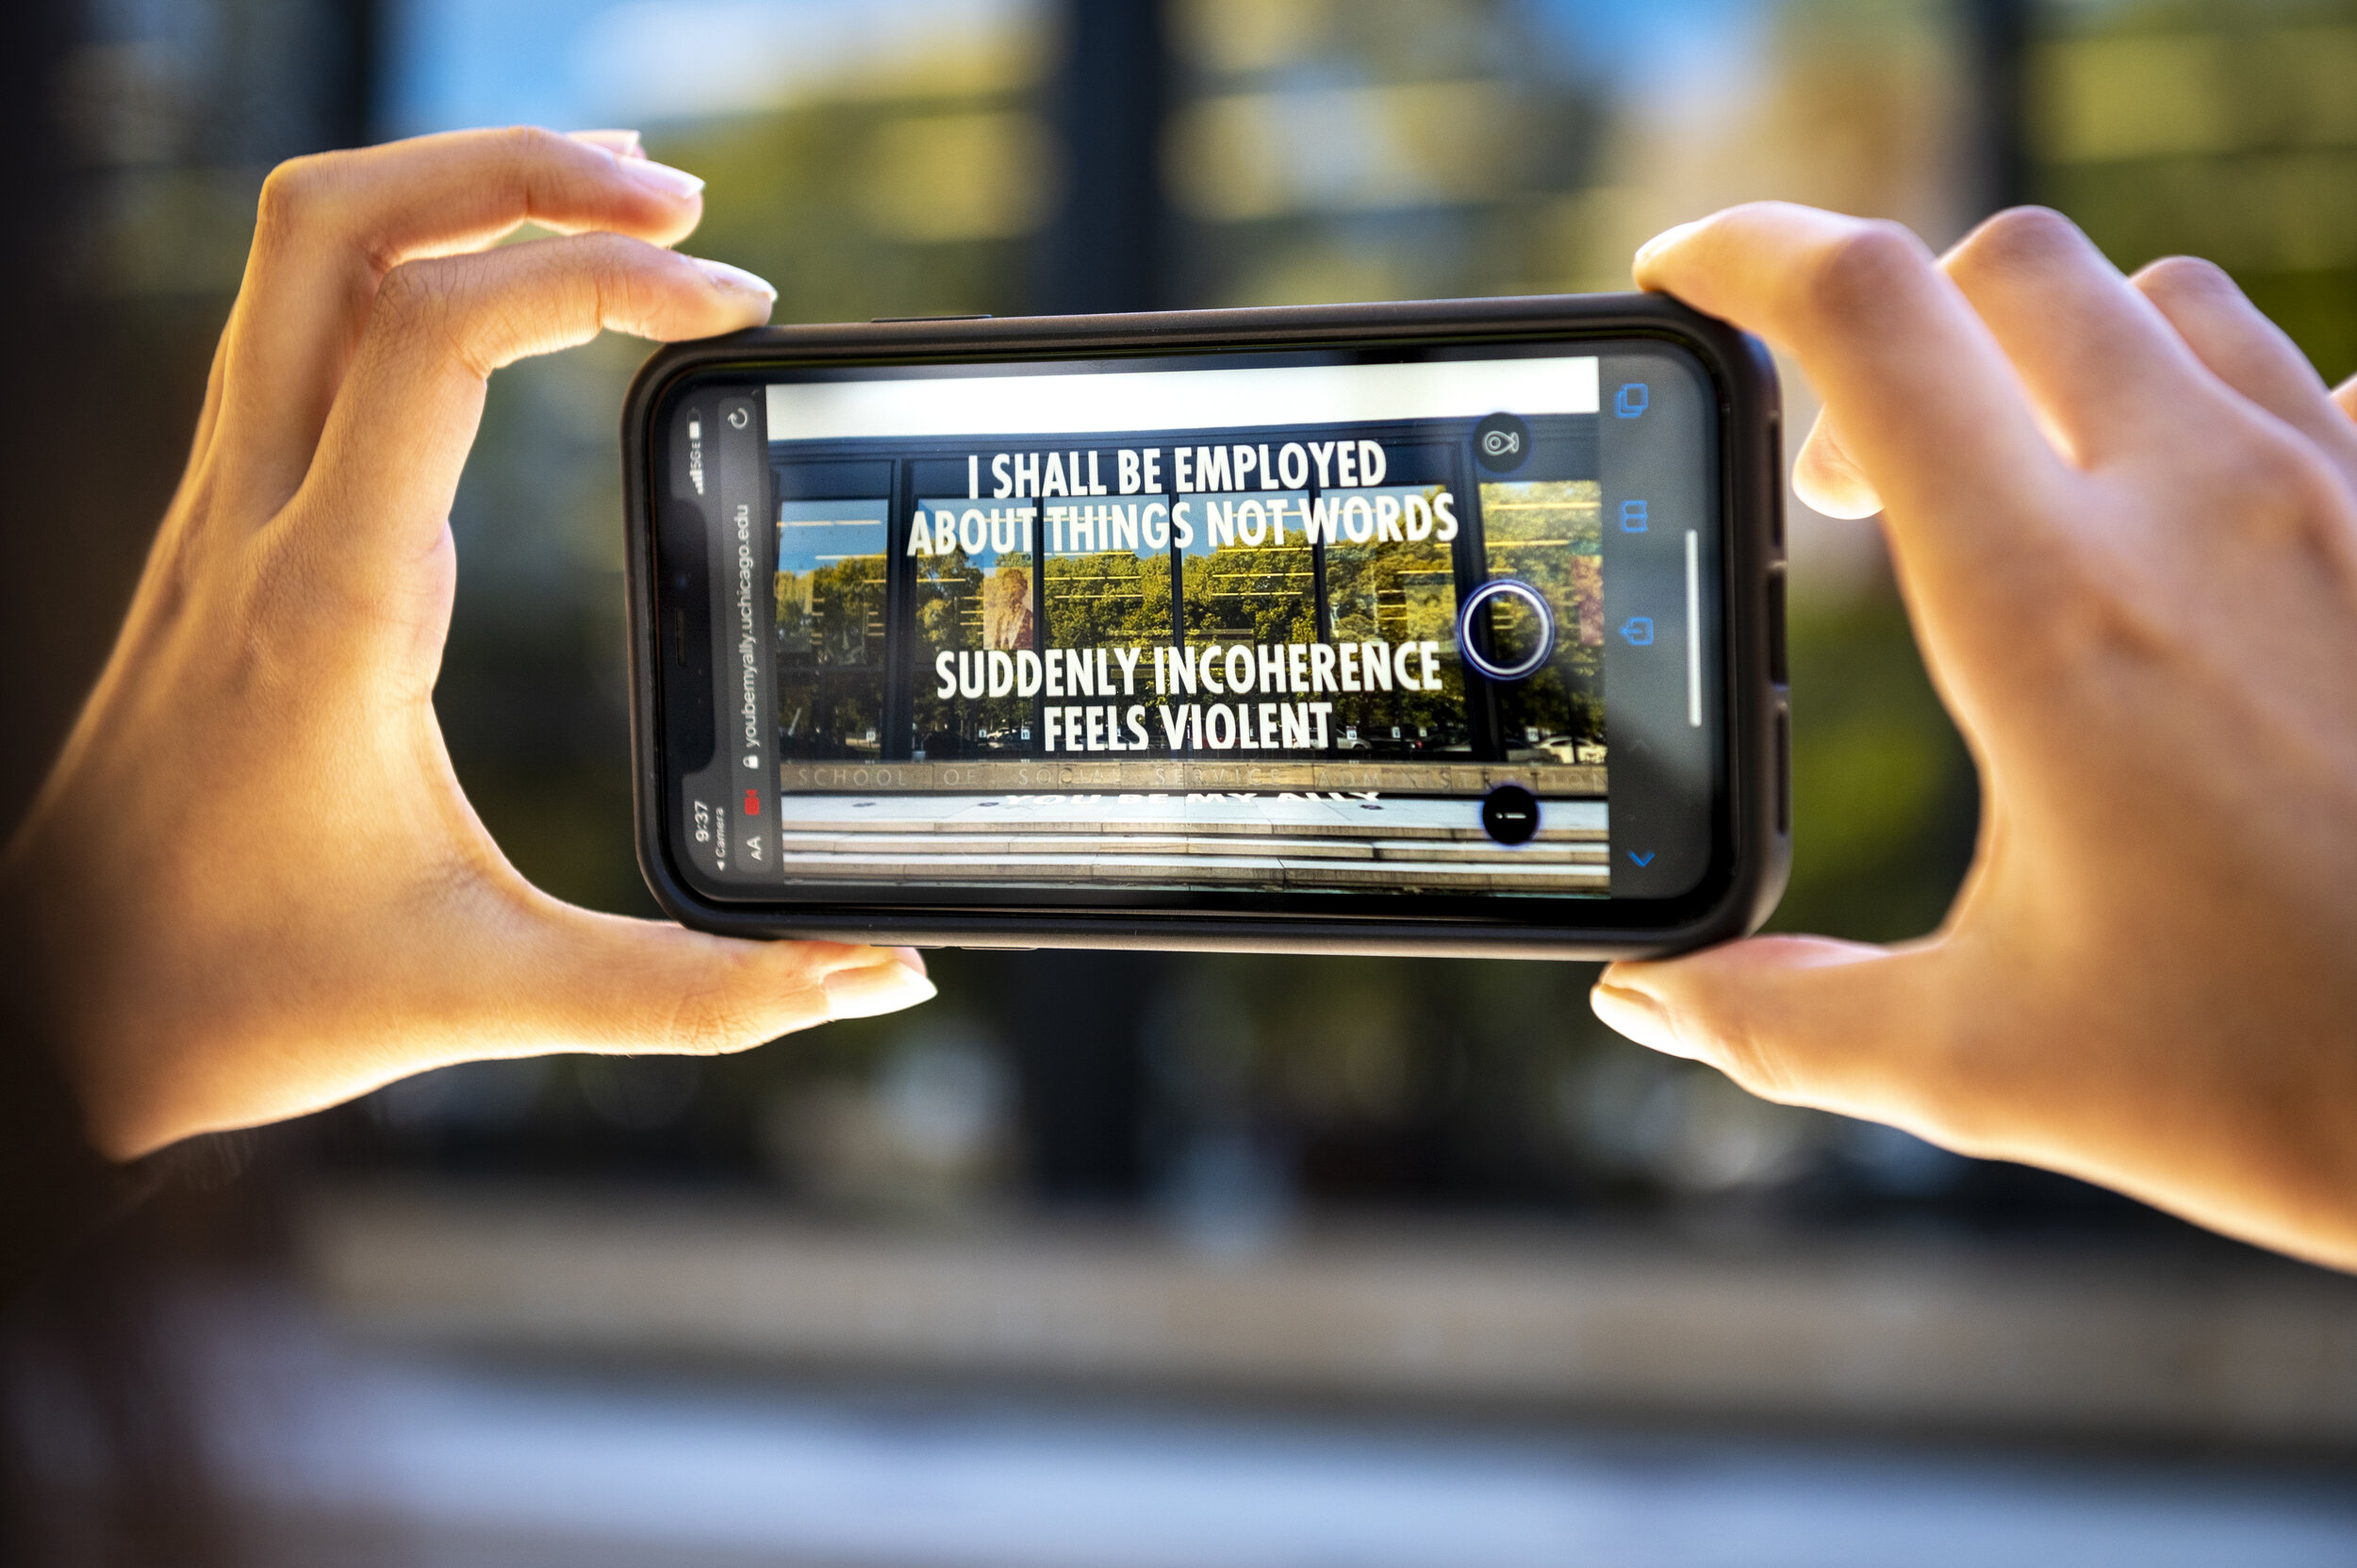 I SHALL BE EMPLOYED
ABOUT THINGS NOT WORDS
SUDDENLY INCOHERENCE
FEELS VIOLENT
SCHOOL OF SOCIAL SERVICE ADMINISTRATION
YOU BE MY ALLY
9:37
Camera
5GE
AA
youbemyally.uchicago.edu